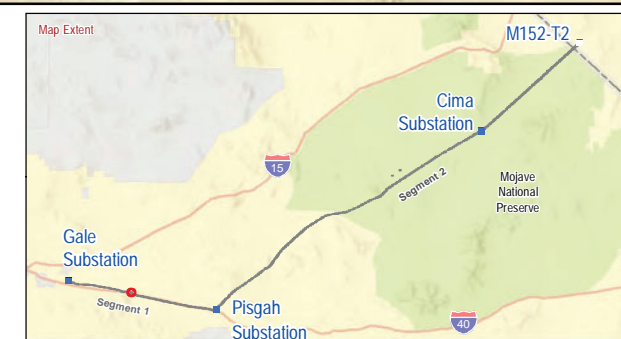 Map Extent
M152-T2
Cima
Substation
15
Segment 2
Mojave
National
Preserve
Gale
Substation
Segment 1
Pisgah
Substation
40